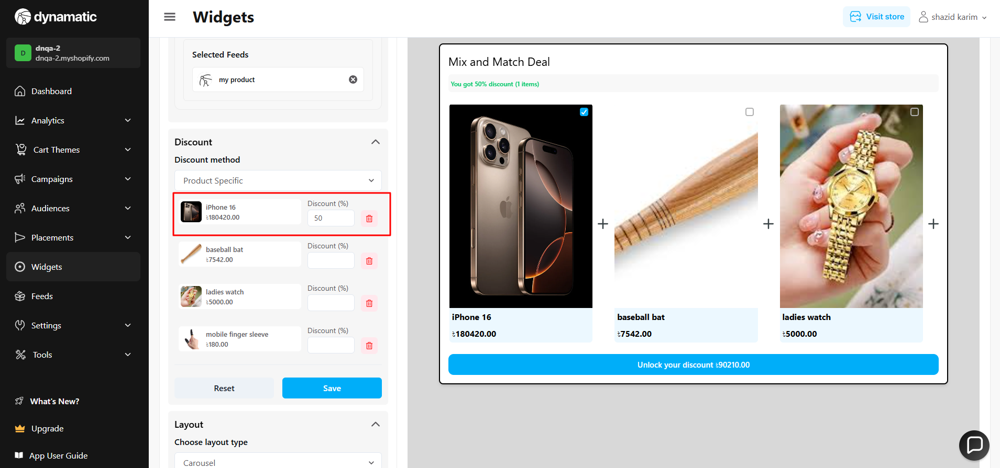 dynamatic
D
dnqa-2
dnqa-2.myshopify.com
Dashboard
Analytics
Cart Themes
Campaigns
Audiences
Placements
Widgets
Feeds
Settings
Tools
What's New?
Upgrade
App User Guide
Widgets
Visit store
shazid karim
Selected Feeds
my product
Discount
Discount method
Product Specific
iPhone 16
৳180420.00
Discount (%)
50
baseball bat
৳7542.00
Discount (%)
ladies watch
৳5000.00
Discount (%)
mobile finger sleeve
৳180.00
Discount (%)
Reset
Save
Layout
Choose layout type
Carousel
Mix and Match Deal
You got 50% discount (1 items)
iPhone 16
৳180420.00
baseball bat
৳7542.00
ladies watch
৳5000.00
Unlock your discount ৳90210.00